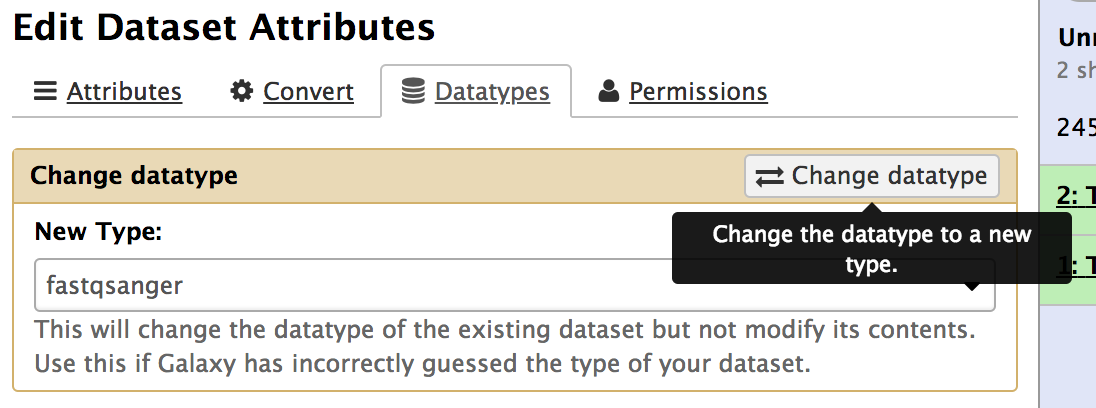 Edit Dataset Attributes
Attributes Convert Datatypes Permissions
Change datatype Change datatype
Change the datatype to a new
type.
New Type:
fastqsanger
This will change the datatype of the existing dataset but not modify its contents.
Use this if Galaxy has incorrectly guessed the type of your dataset.
2 sh
245
2: T
1: T